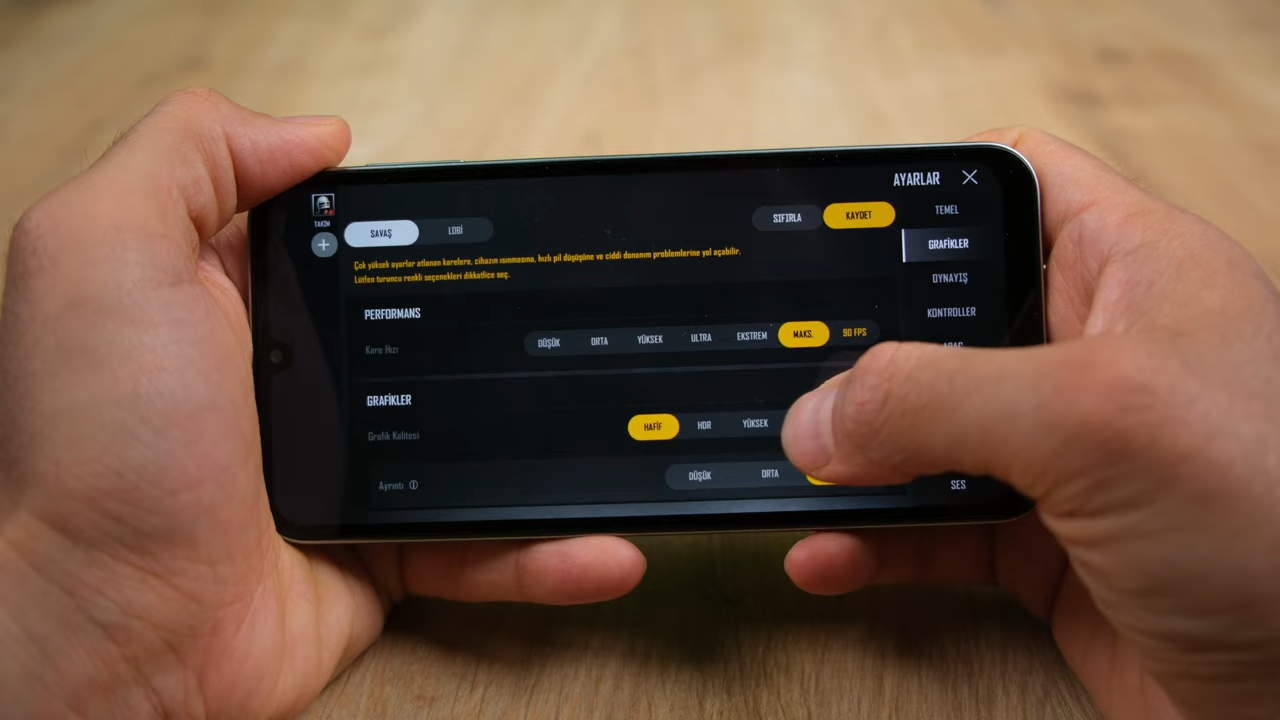 AYARLAR
TAKIM
SAVAŞ
LOBİ
SIFIRLA
KAYDET
TEMEL
GRAFİKLER
OYNAYIŞ
KONTROLLER
SES
Çok yüksek ayarlar atlanan karelere, cihazın ısınmasına, hızlı pil düşüşüne ve ciddi donanım problemlerine yol açabilir.
Lütfen turuncu renkli seçenekleri dikkatlice seç.
PERFORMANS
Kare Hızı
DÜŞÜK
ORTA
YÜKSEK
ULTRA
EKSTREM
MAKS.
90 FPS
GRAFİKLER
Grafik Kalitesi
HAFİF
HDR
YÜKSEK
Ayrıntı
DÜŞÜK
ORTA